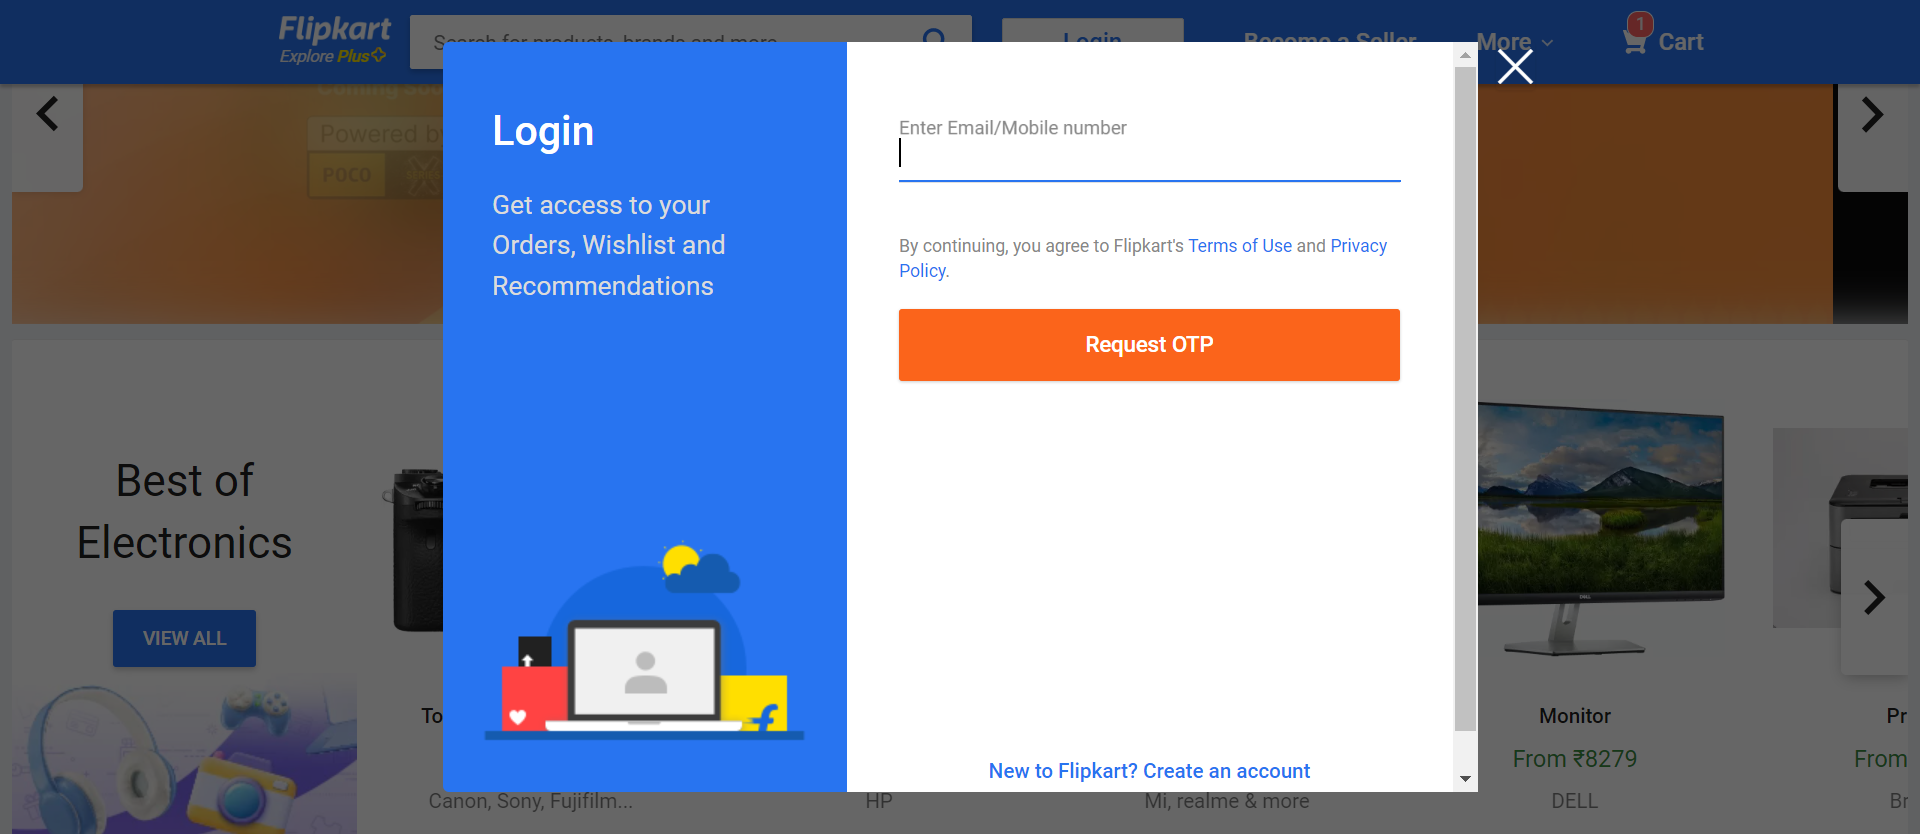 Flipkart
Explore Plus
Search for products, brands and more
Login
Become a Seller
More
1
Cart
Coming Soon
Powered by
POCO
Login
Get access to your
Orders, Wishlist and
Recommendations
Enter Email/Mobile number
By continuing, you agree to Flipkart's Terms of Use and Privacy
Policy.
Request OTP
New to Flipkart? Create an account
Best of
Electronics
VIEW ALL
DELL
To
Monitor
Pr
From ₹8279
From
Canon, Sony, Fujifilm...
HP
Mi, realme & more
DELL
Br